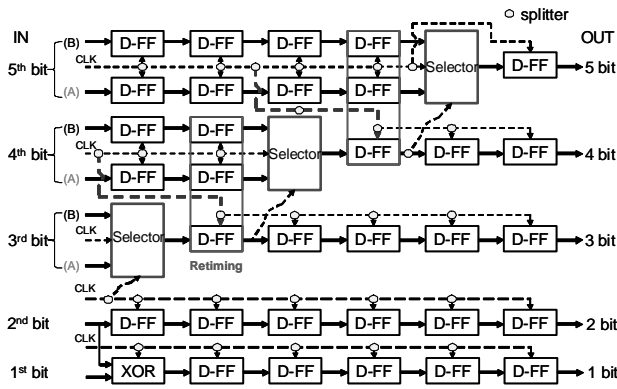 splitter
IN
OUT
(B) D-FF D-FF D-FF D-FF
CLK
5th bit Selector D-FF 5 bit
(A) D-FF D-FF D-FF D-FF
(B) D-FF D-FF
CLK
4th bit Selector D-FF D-FF D-FF 4 bit
(A) D-FF D-FF
(B)
CLK
3rd bit Selector D-FF D-FF D-FF D-FF D-FF 3 bit
(A)
Retiming
CLK
2nd bit D-FF D-FF D-FF D-FF D-FF D-FF 2 bit
CLK
1st bit XOR D-FF D-FF D-FF D-FF D-FF 1 bit